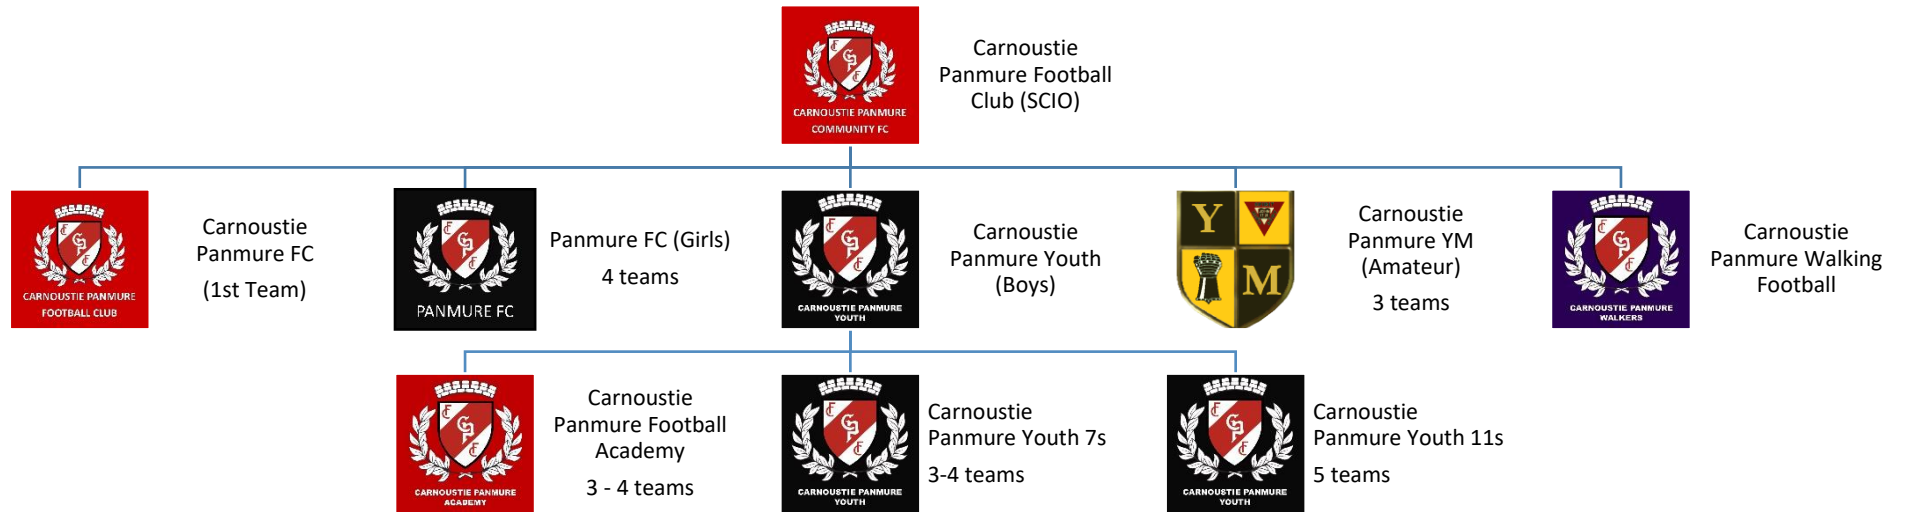 CARNOUSTIE PANMURE
COMMUNITY FC
Carnoustie
Panmure Football
Club (SCIO)
CARNOUSTIE PANMURE
FOOTBALL CLUB
Carnoustie
Panmure FC
(1st Team)
PANMURE FC
Panmure FC (Girls)
4 teams
CARNOUSTIE PANMURE
YOUTH
Carnoustie
Panmure Youth
(Boys)
Y
M
Carnoustie
Panmure YM
(Amateur)
3 teams
CARNOUSTIE PANMURE
WALKERS
Carnoustie
Panmure Walking
Football
CARNOUSTIE PANMURE
ACADEMY
Carnoustie
Panmure Football
Academy
3 - 4 teams
CARNOUSTIE PANMURE
YOUTH
Carnoustie
Panmure Youth 7s
3-4 teams
CARNOUSTIE PANMURE
YOUTH
Carnoustie
Panmure Youth 11s
5 teams